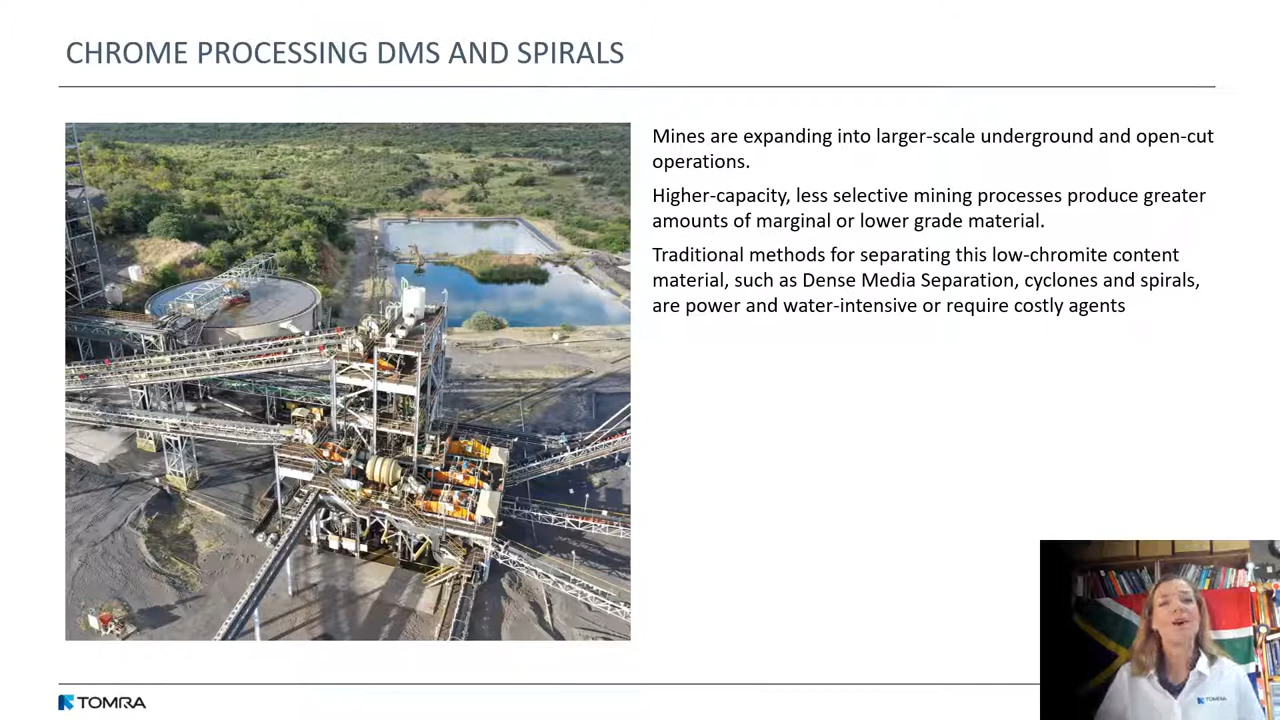 CHROME PROCESSING DMS AND SPIRALS
Mines are expanding into larger-scale underground and open-cut
operations.
Higher-capacity, less selective mining processes produce greater
amounts of marginal or lower grade material.
Traditional methods for separating this low-chromite content
material, such as Dense Media Separation, cyclones and spirals,
are power and water-intensive or require costly agents
TOMRA
TOMRA